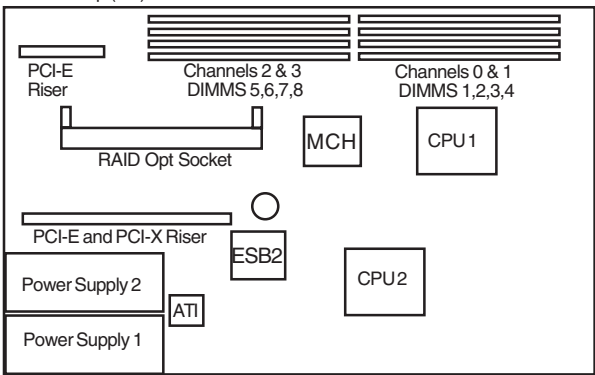 PCI-E
Riser
Channels 2 & 3
DIMMS 5,6,7,8
Channels 0 & 1
DIMMS 1,2,3,4
RAID Opt Socket
MCH
CPU1
PCI-E and PCI-X Riser
ESB2
CPU2
Power Supply 2
ATI
Power Supply 1